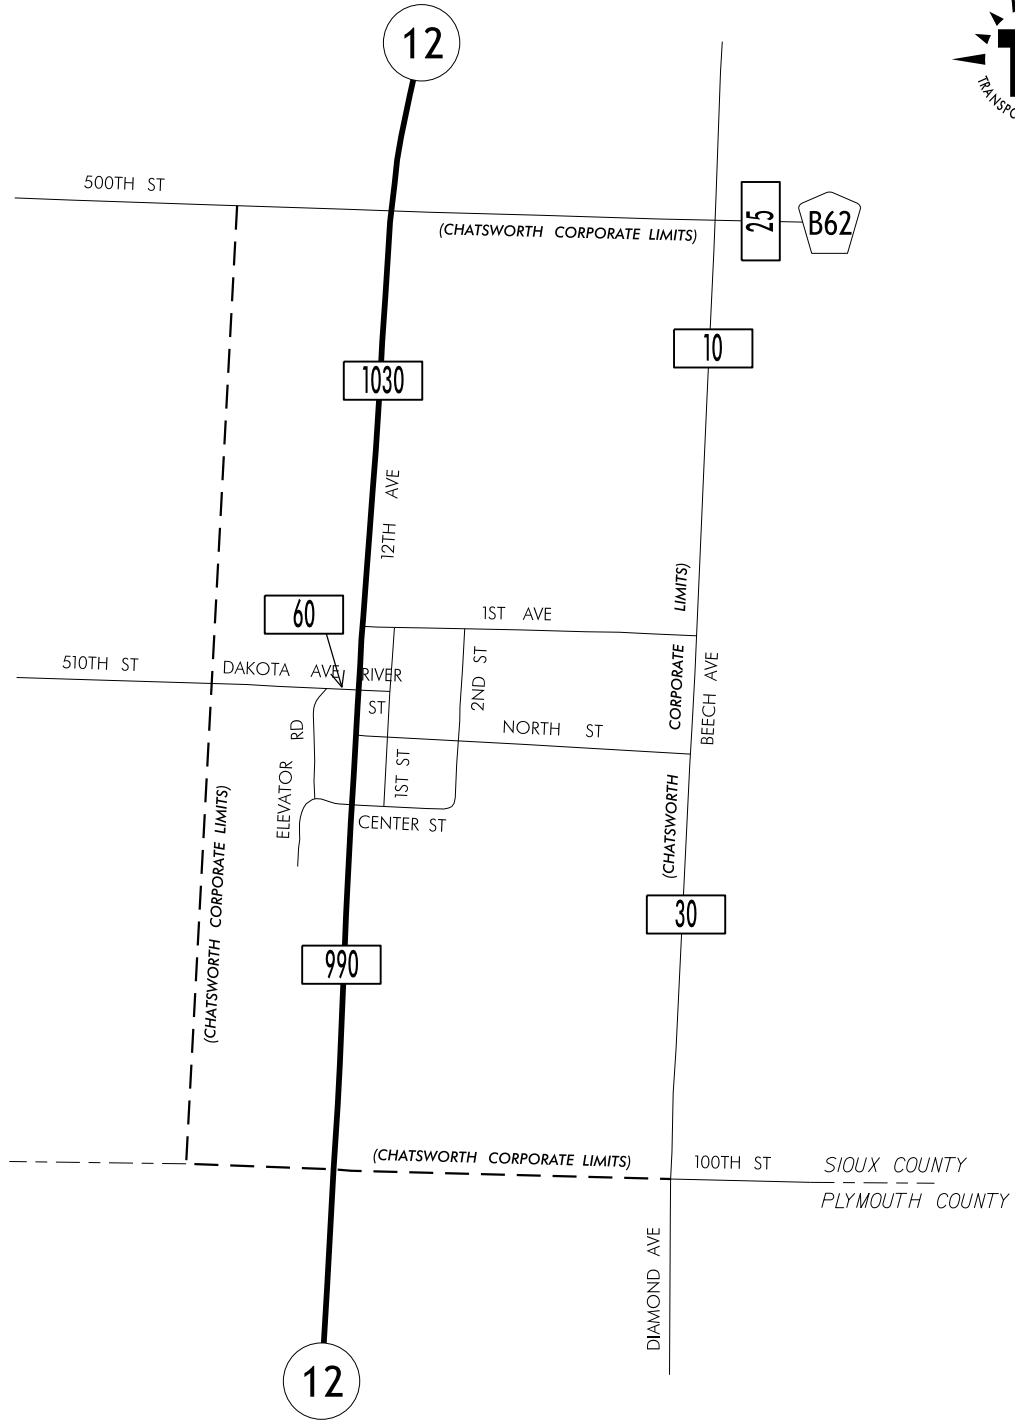 12
500TH ST
(CHATSWORTH CORPORATE LIMITS)
25
B62
10
1030
12TH AVE
60
1ST AVE
510TH ST
DAKOTA AVE
RIVER
ST
2ND ST
NORTH ST
BEECH AVE
(CHATSWORTH CORPORATE LIMITS)
ELEVATOR RD
1ST ST
CENTER ST
(CHATSWORTH CORPORATE LIMITS)
30
990
(CHATSWORTH CORPORATE LIMITS)
100TH ST
SIOUX COUNTY
PLYMOUTH COUNTY
DIAMOND AVE
12